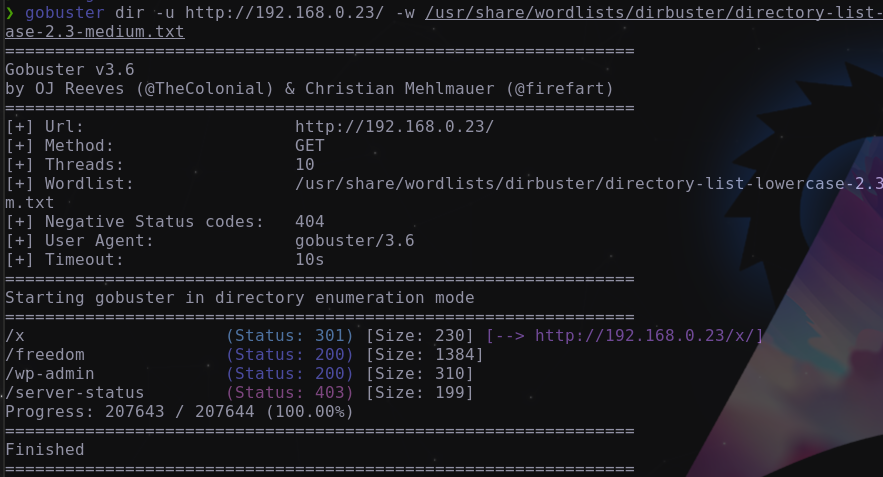 ❯ gobuster dir -u http://192.168.0.23/ -w /usr/share/wordlists/dirbuster/directory-list-
ase-2.3-medium.txt
===============================================================
Gobuster v3.6
by OJ Reeves (@TheColonial) & Christian Mehlmauer (@firefart)
===============================================================
[+] Url:                     http://192.168.0.23/
[+] Method:                  GET
[+] Threads:                 10
[+] Wordlist:                /usr/share/wordlists/dirbuster/directory-list-lowercase-2.3
m.txt
[+] Negative Status codes:   404
[+] User Agent:              gobuster/3.6
[+] Timeout:                 10s
===============================================================
Starting gobuster in directory enumeration mode
===============================================================
/x                    (Status: 301) [Size: 230] [--> http://192.168.0.23/x/]
/freedom              (Status: 200) [Size: 1384]
/wp-admin             (Status: 200) [Size: 310]
/server-status        (Status: 403) [Size: 199]
Progress: 207643 / 207644 (100.00%)
===============================================================
Finished
===============================================================